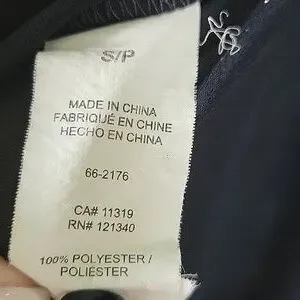 S/P
MADE IN CHINA
FABRIQUÉ EN CHINE
HECHO EN CHINA
66-2176
CA# 11319
RN# 121340
100% POLYESTER /
POLIÉSTER